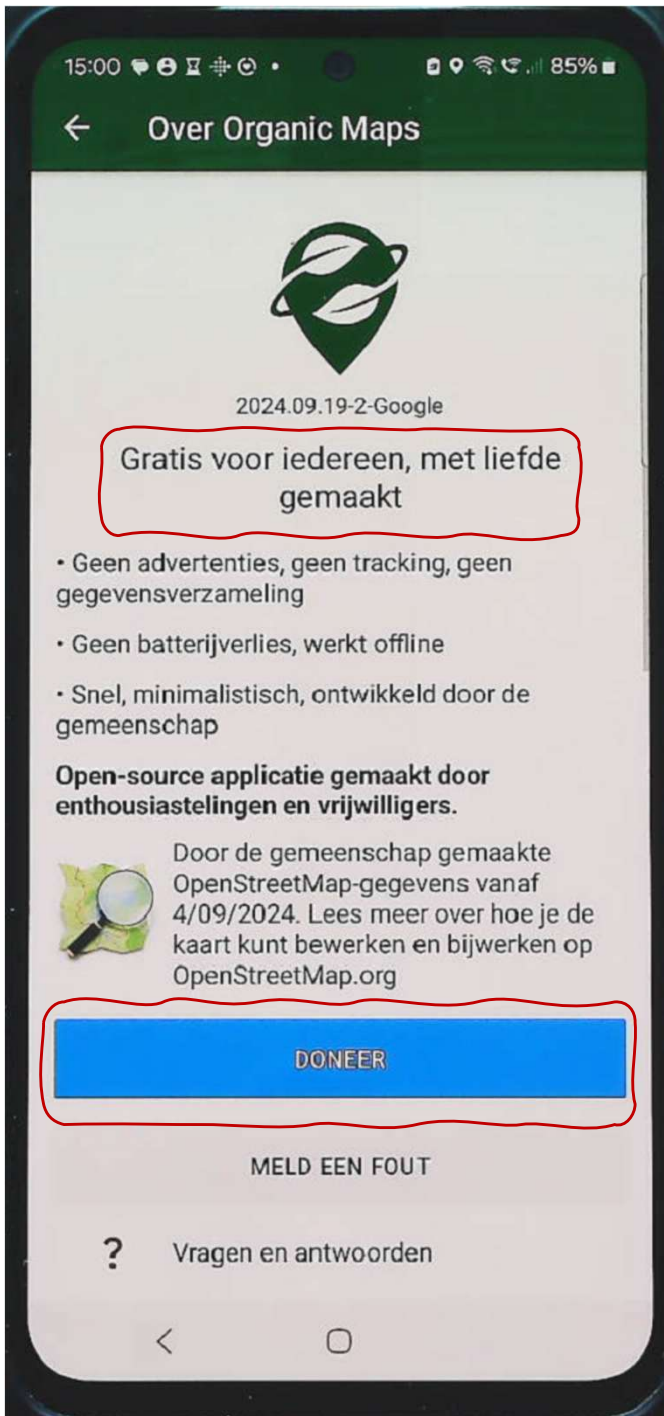 15:00 85%
Over Organic Maps
2024.09.19-2-Google
Gratis voor iedereen, met liefde
gemaakt
• Geen advertenties, geen tracking, geen
gegevensverzameling
• Geen batterijverlies, werkt offline
• Snel, minimalistisch, ontwikkeld door de
gemeenschap
Open-source applicatie gemaakt door
enthousiastelingen en vrijwilligers.
Door de gemeenschap gemaakte
OpenStreetMap-gegevens vanaf
4/09/2024. Lees meer over hoe je de
kaart kunt bewerken en bijwerken op
OpenStreetMap.org
DONEER
MELD EEN FOUT
? Vragen en antwoorden